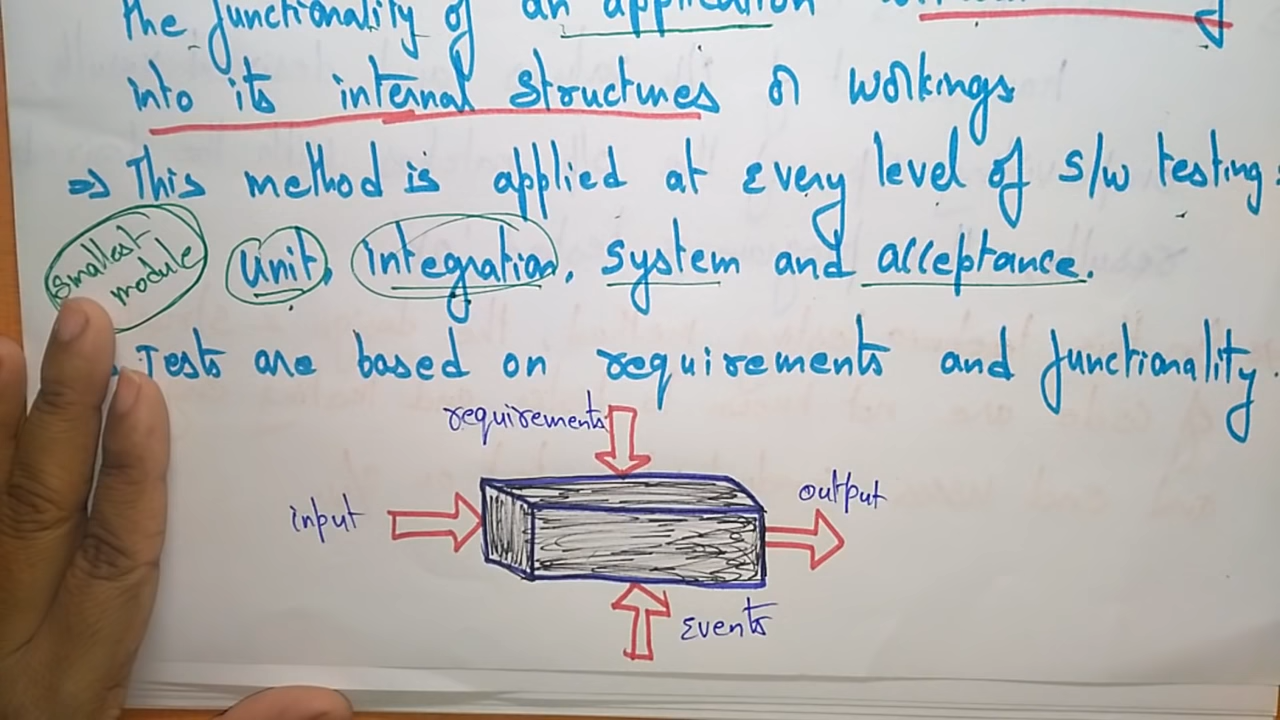 the functionality of an application
into its internal structures or workings.
⇒ This method is applied at every level of s/w testing:
smallest module unit, integration, system and acceptance.
Tests are based on requirements and functionality.
requirements
input
output
events